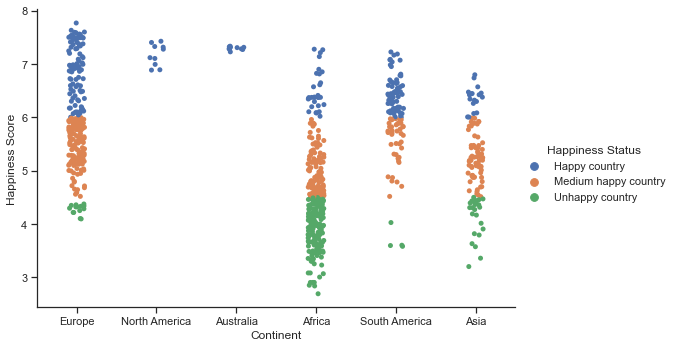 8
7
6
5
4
3
Happiness Score
Europe
North America
Australia
Africa
South America
Asia
Continent
Happiness Status
Happy country
Medium happy country
Unhappy country